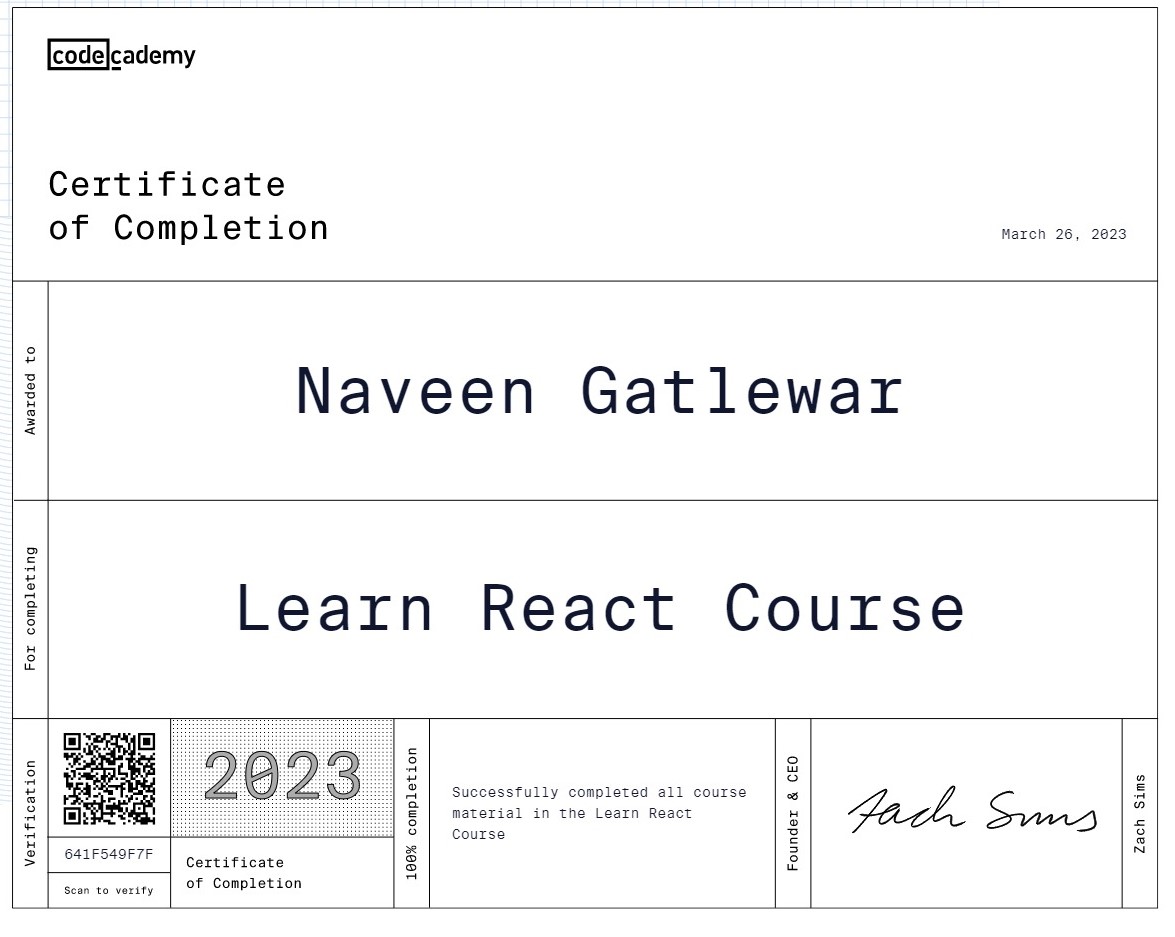 codecademy
Certificate
of Completion
March 26, 2023
Awarded to
Naveen Gatlewar
For completing
Learn React Course
Verification
641F549F7F
Scan to verify
2023
Certificate
of Completion
100% completion
Successfully completed all course
material in the Learn React
Course
Founder & CEO
Zach Sims
Zach Sims